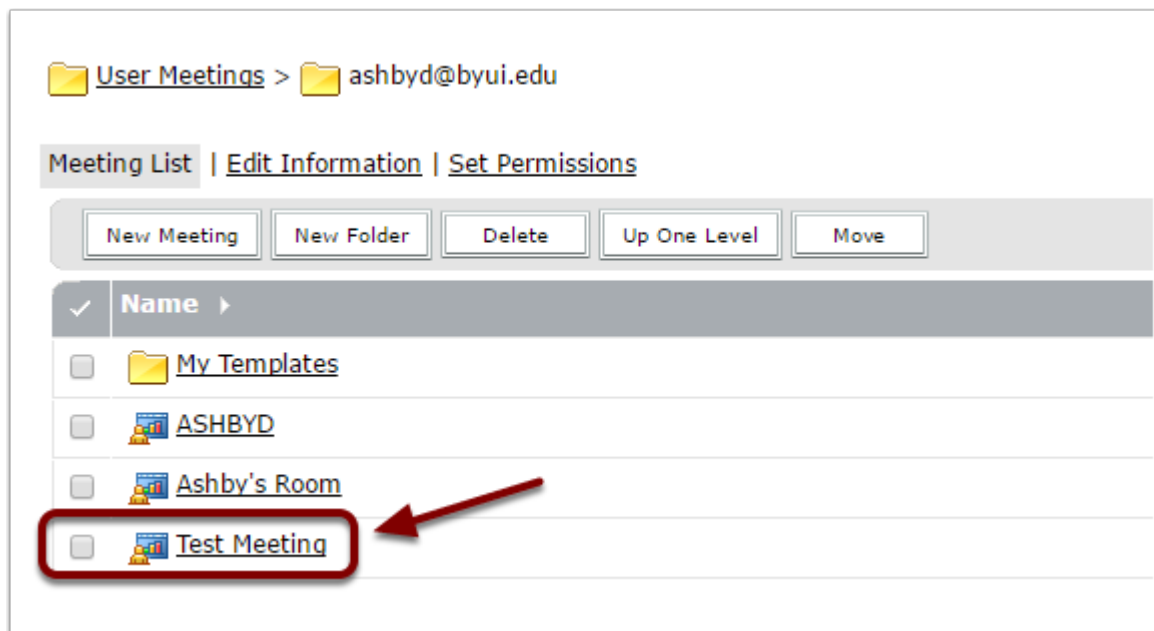 User Meetings > ashbyd@byui.edu
Meeting List | Edit Information | Set Permissions
New Meeting New Folder Delete Up One Level Move
Name
My Templates
ASHBYD
Ashby's Room
Test Meeting